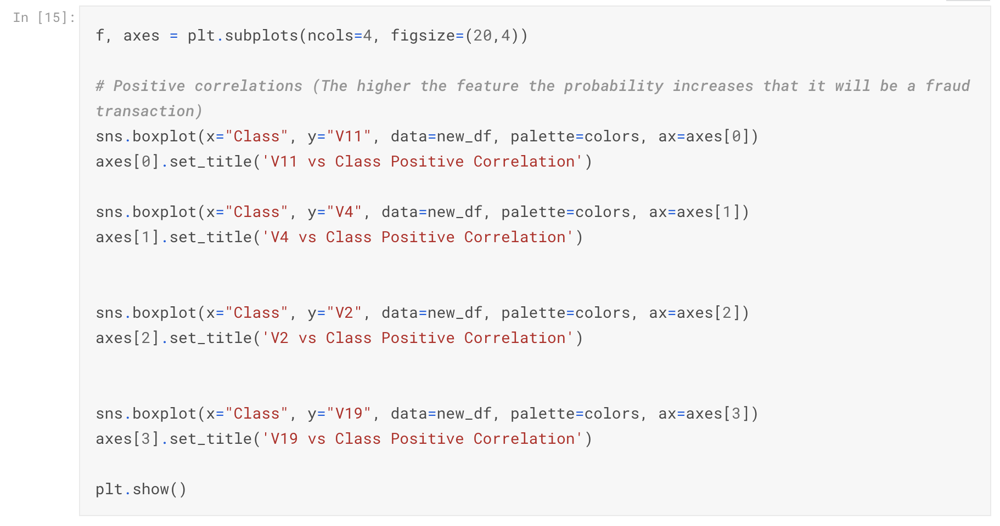 In [15]:
f, axes = plt.subplots(ncols=4, figsize=(20,4))
# Positive correlations (The higher the feature the probability increases that it will be a fraud
transaction)
sns.boxplot(x="Class", y="V11", data=new_df, palette=colors, ax=axes[0])
axes[0].set_title('V11 vs Class Positive Correlation')
sns.boxplot(x="Class", y="V4", data=new_df, palette=colors, ax=axes[1])
axes[1].set_title('V4 vs Class Positive Correlation')
sns.boxplot(x="Class", y="V2", data=new_df, palette=colors, ax=axes[2])
axes[2].set_title('V2 vs Class Positive Correlation')
sns.boxplot(x="Class", y="V19", data=new_df, palette=colors, ax=axes[3])
axes[3].set_title('V19 vs Class Positive Correlation')
plt.show()